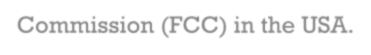 Commission (FCC) in the USA.